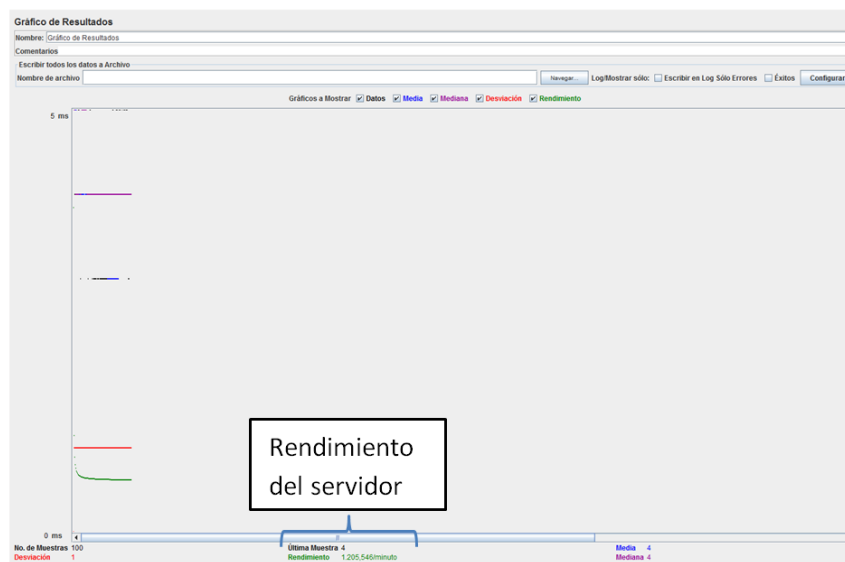 Gráfico de Resultados
Nombre: Gráfico de Resultados
Comentarios
Escribir todos los datos a Archivo
Nombre de archivo Navegar... Log/Mostrar sólo: Escribir en Log Sólo Errores Éxitos Configurar
Gráficos a Mostrar Datos Media Mediana Desviación Rendimiento
5 ms
Rendimiento
del servidor
0 ms
No. de Muestras 100 Última Muestra 4 Media 4
Desviación 1 Rendimiento 1.205,546/minuto Mediana 4